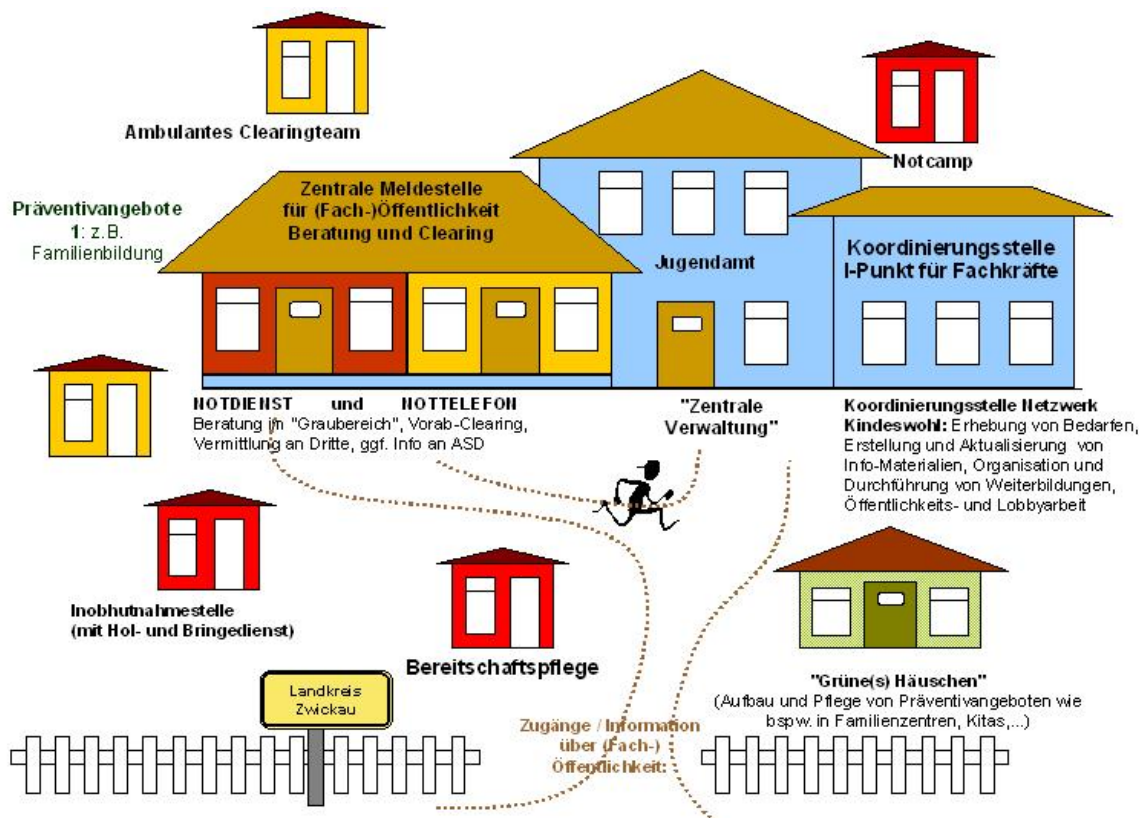 Ambulantes Clearingteam
Notcamp
Präventivangebote
1: z.B.
Familienbildung
Zentrale Meldestelle
für (Fach-)Öffentlichkeit
Beratung und Clearing
Jugendamt
Koordinierungsstelle
I-Punkt für Fachkräfte
NOTDIENST und NOTTELEFON
Beratung im "Graubereich", Vorab-Clearing,
Vermittlung an Dritte, ggf. Info an ASD
"Zentrale
Verwaltung"
Koordinierungsstelle Netzwerk
Kindeswohl: Erhebung von Bedarfen,
Erstellung und Aktualisierung von
Info-Materialien, Organisation und
Durchführung von Weiterbildungen,
Öffentlichkeits- und Lobbyarbeit
Inobhutnahmestelle
(mit Hol- und Bringedienst)
Bereitschaftspflege
"Grüne(s) Häuschen"
(Aufbau und Pflege von Präventivangeboten wie
bspw. in Familienzentren, Kitas,...)
Landkreis
Zwickau
Zugänge / Information
über (Fach-)
Öffentlichkeit: